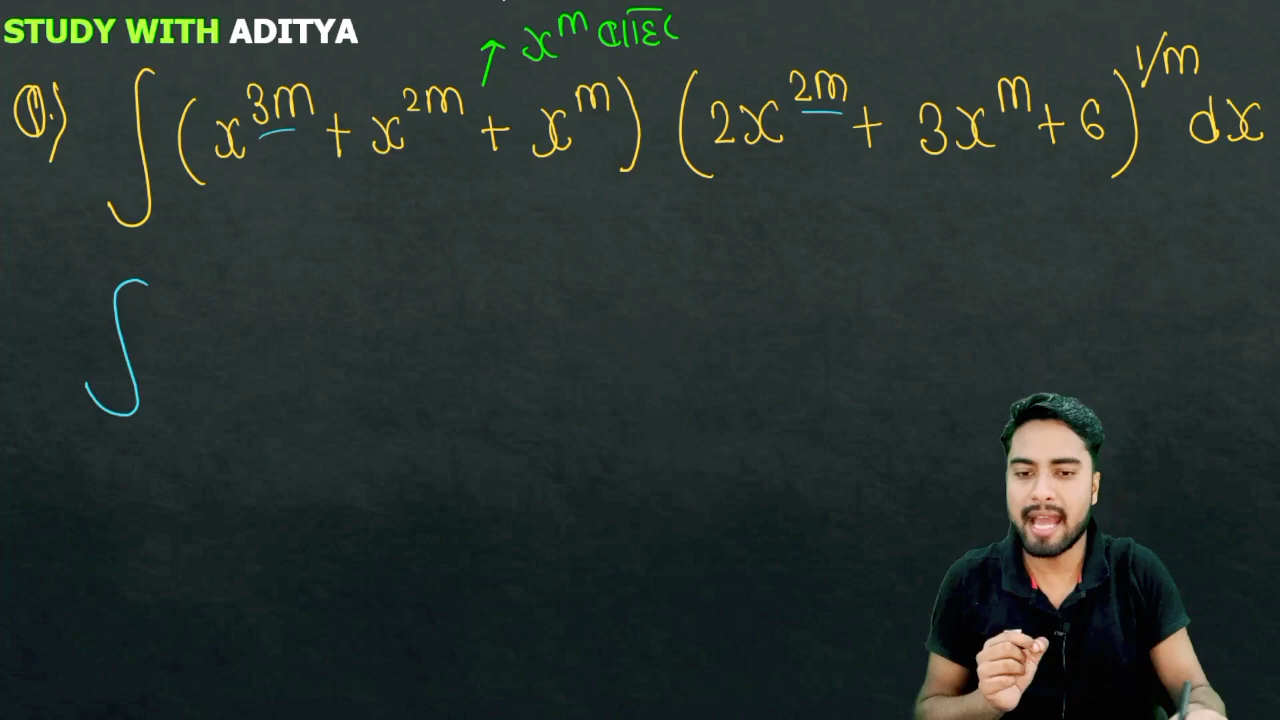 STUDY WITH ADITYA
x^m बाहर
Q.) ∫ (x^{3m} + x^{2m} + x^m) (2x^{2m} + 3x^m + 6)^{1/m} dx
∫